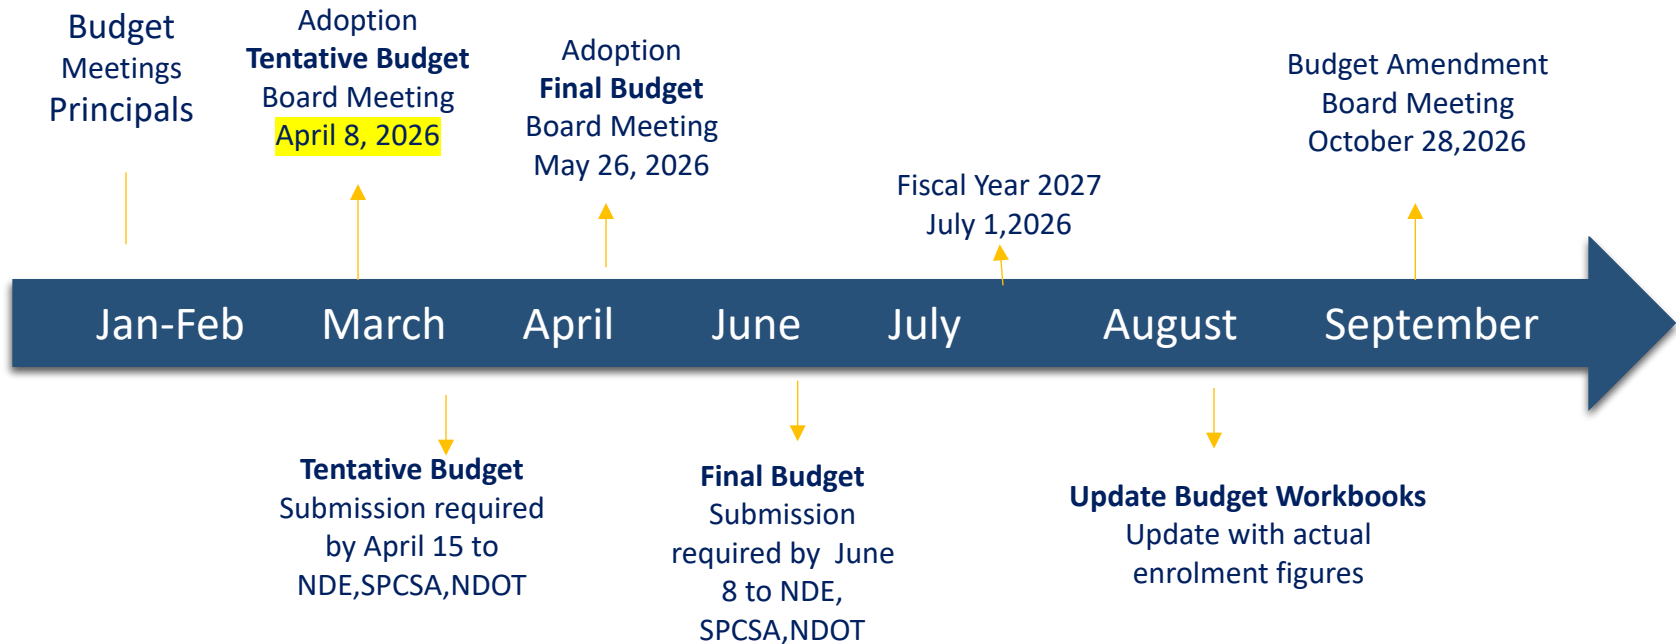 Budget
Meetings
Principals
Adoption
Tentative Budget
Board Meeting
April 8, 2026
Adoption
Final Budget
Board Meeting
May 26, 2026
Fiscal Year 2027
July 1,2026
Budget Amendment
Board Meeting
October 28,2026
Jan-Feb
March
April
June
July
August
September
Tentative Budget
Submission required
by April 15 to
NDE,SPCSA,NDOT
Final Budget
Submission
required by June
8 to NDE,
SPCSA,NDOT
Update Budget Workbooks
Update with actual
enrolment figures